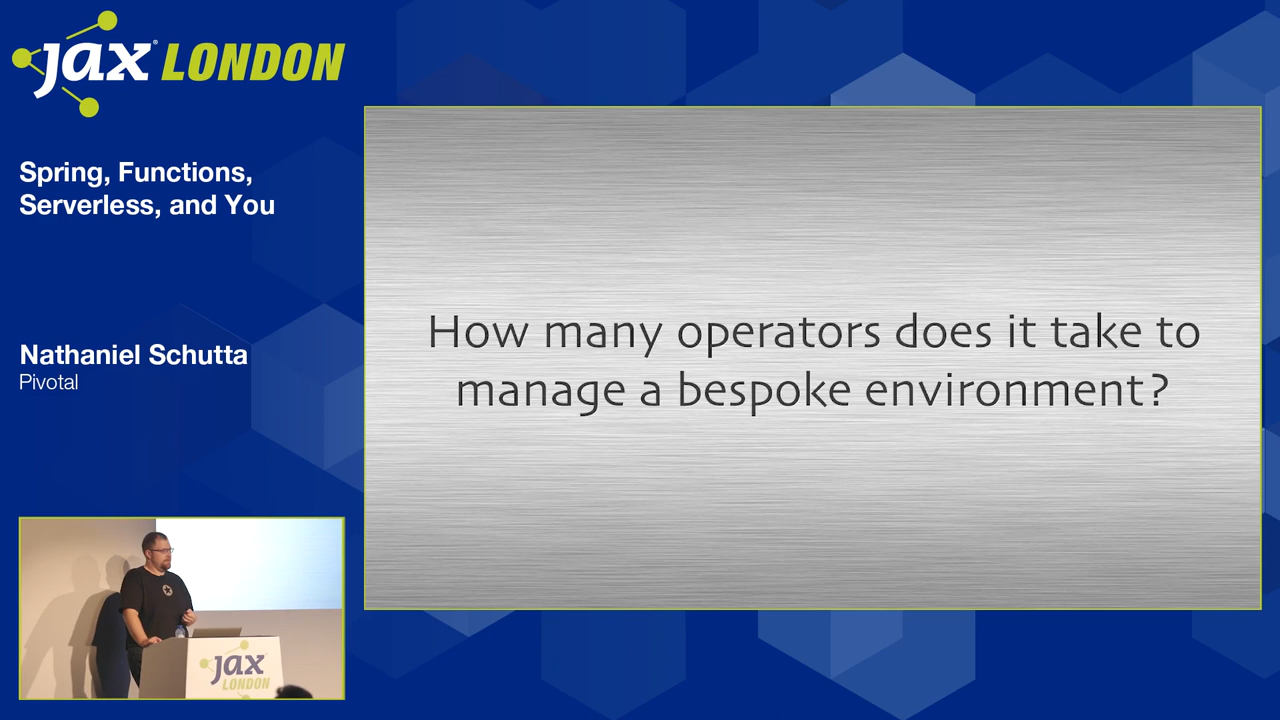 jax® LONDON
Spring, Functions,
Serverless, and You
Nathaniel Schutta
Pivotal
How many operators does it take to
manage a bespoke environment?
jax
LONDON